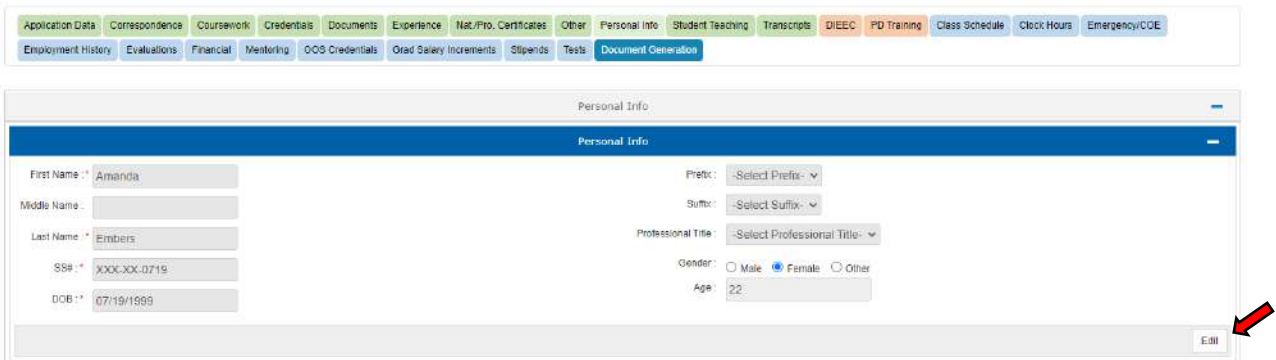 Application Data Correspondence Coursework Credentials Documents Experience Nat./Pro. Certificates Other Personal Info Student Teaching Transcripts DIEEC PD Training Class Schedule Clock Hours Emergency/COE
Employment History Evaluations Financial Mentoring OOS Credentials Grad Salary Increments Stipends Tests Document Generation
Personal Info
Personal Info
First Name :* Amanda
Prefix : -Select Prefix-
Middle Name :
Suffix : -Select Suffix-
Last Name :* Embers
Professional Title : -Select Professional Title-
SS# :* XXX-XX-0719
Gender : Male Female Other
DOB :* 07/19/1999
Age : 22
Edit